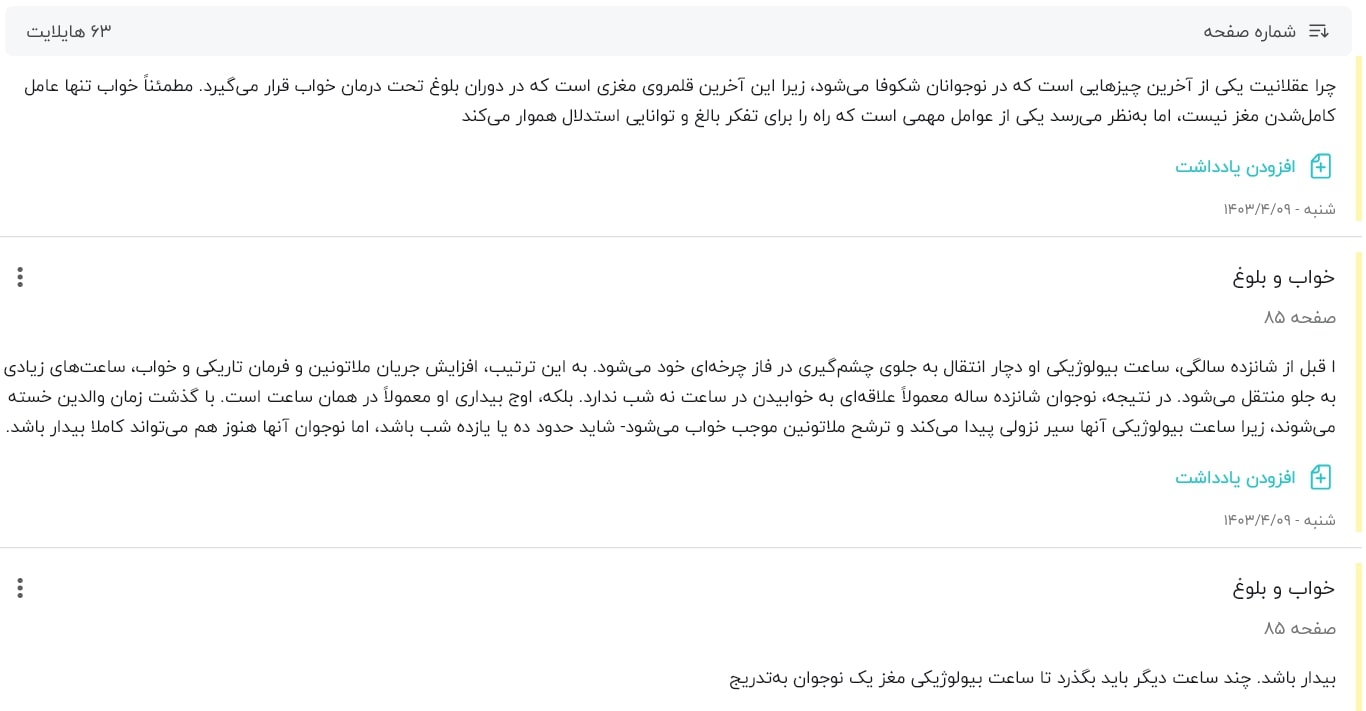 شماره صفحه
۶۳ هایلایت
چرا عقلانیت یکی از آخرین چیزهایی است که در نوجوانان شکوفا می‌شود، زیرا این آخرین قلمروی مغزی است که در دوران بلوغ تحت درمان خواب قرار می‌گیرد. مطمئناً خواب تنها عامل
کامل‌شدن مغز نیست، اما به‌نظر می‌رسد یکی از عوامل مهمی است که راه را برای تفکر بالغ و توانایی استدلال هموار می‌کند
افزودن یادداشت
شنبه - ۱۴۰۳/۴/۰۹
خواب و بلوغ
صفحه ۸۵
ا قبل از شانزده سالگی، ساعت بیولوژیکی او دچار انتقال به جلوی چشم‌گیری در فاز چرخه‌ای خود می‌شود. به این ترتیب، افزایش جریان ملاتونین و فرمان تاریکی و خواب، ساعت‌های زیادی
به جلو منتقل می‌شود. در نتیجه، نوجوان شانزده ساله معمولاً علاقه‌ای به خوابیدن در ساعت نه شب ندارد. بلکه، اوج بیداری او معمولاً در همان ساعت است. با گذشت زمان والدین خسته
می‌شوند، زیرا ساعت بیولوژیکی آنها سیر نزولی پیدا می‌کند و ترشح ملاتونین موجب خواب می‌شود- شاید حدود ده یا یازده شب باشد، اما نوجوان آنها هنوز هم می‌تواند کاملا بیدار باشد.
افزودن یادداشت
شنبه - ۱۴۰۳/۴/۰۹
خواب و بلوغ
صفحه ۸۵
بیدار باشد. چند ساعت دیگر باید بگذرد تا ساعت بیولوژیکی مغز یک نوجوان به‌تدریج